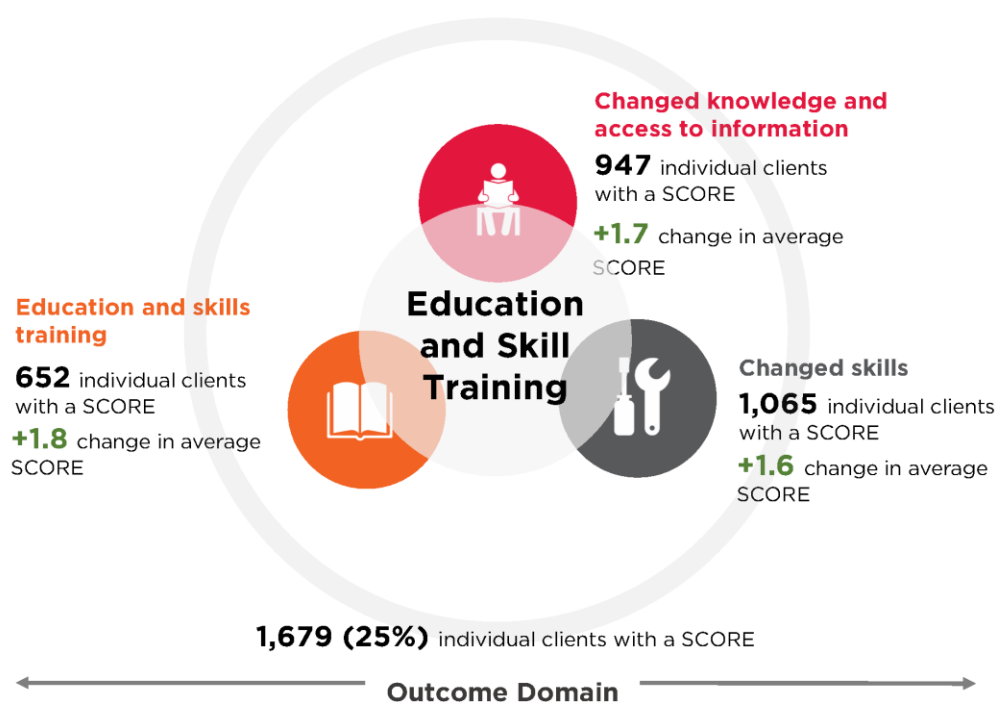 Changed knowledge and
access to information
947 individual clients
with a SCORE
+1.7 change in average
SCORE
Education and skills
training
652 individual clients
with a SCORE
+1.8 change in average
SCORE
Education
and Skill
Training
Changed skills
1,065 individual clients
with a SCORE
+1.6 change in average
SCORE
1,679 (25%) individual clients with a SCORE
Outcome Domain